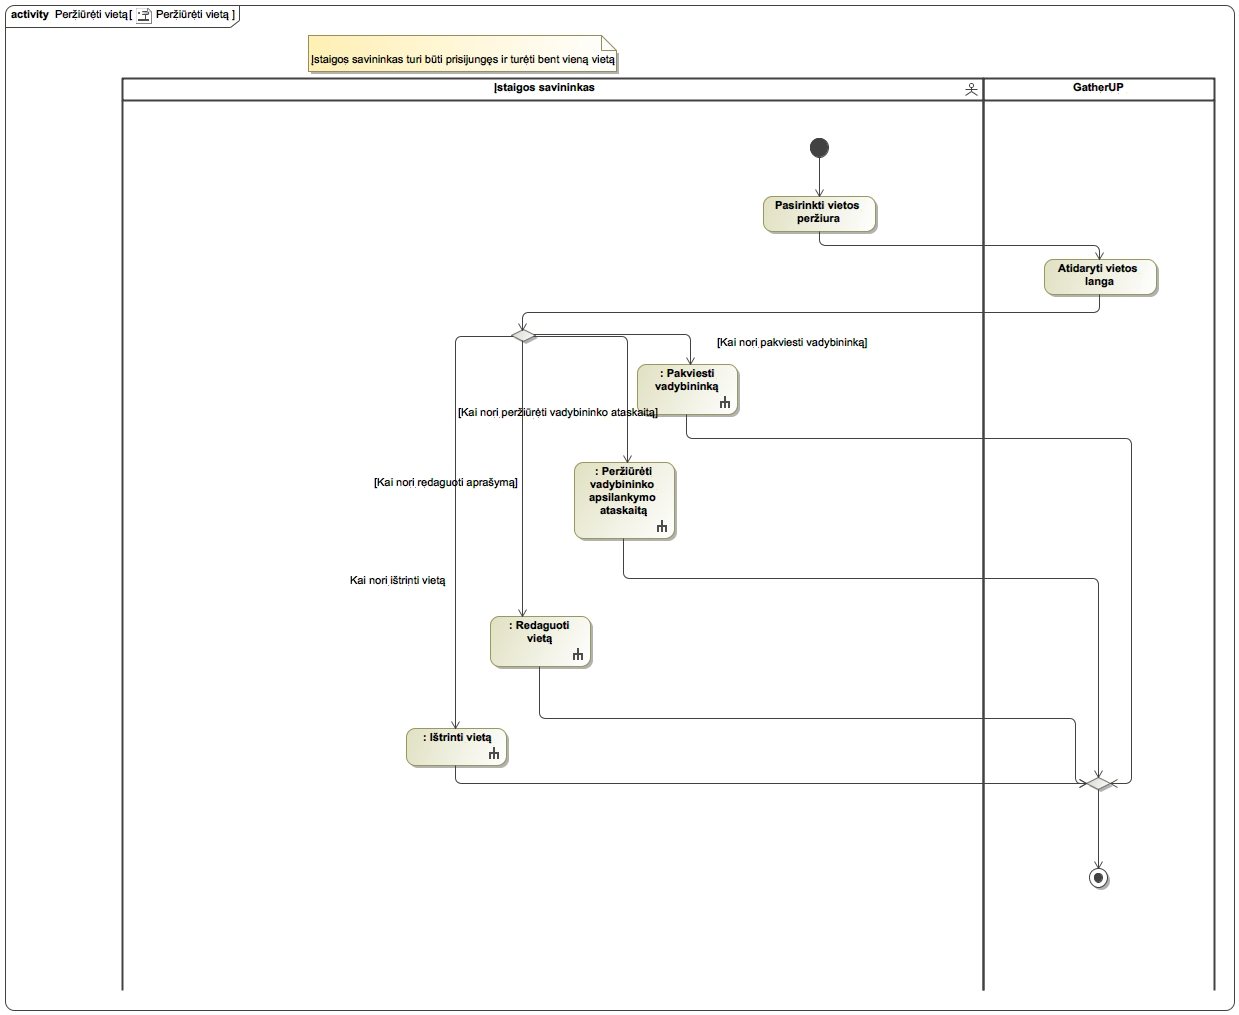 activity Peržiūrėti vietą[ Peržiūrėti vietą ]
Įstaigos savininkas turi būti prisijungęs ir turėti bent vieną vietą
Įstaigos savininkas
GatherUP
Pasirinkti vietos
peržiura
Atidaryti vietos
langa
[Kai nori pakviesti vadybininką]
: Pakviesti
vadybininką
[Kai nori peržiūrėti vadybininko ataskaitą]
: Peržiūrėti
vadybininko
apsilankymo
ataskaitą
[Kai nori redaguoti aprašymą]
Kai nori ištrinti vietą
: Redaguoti
vietą
: Ištrinti vietą